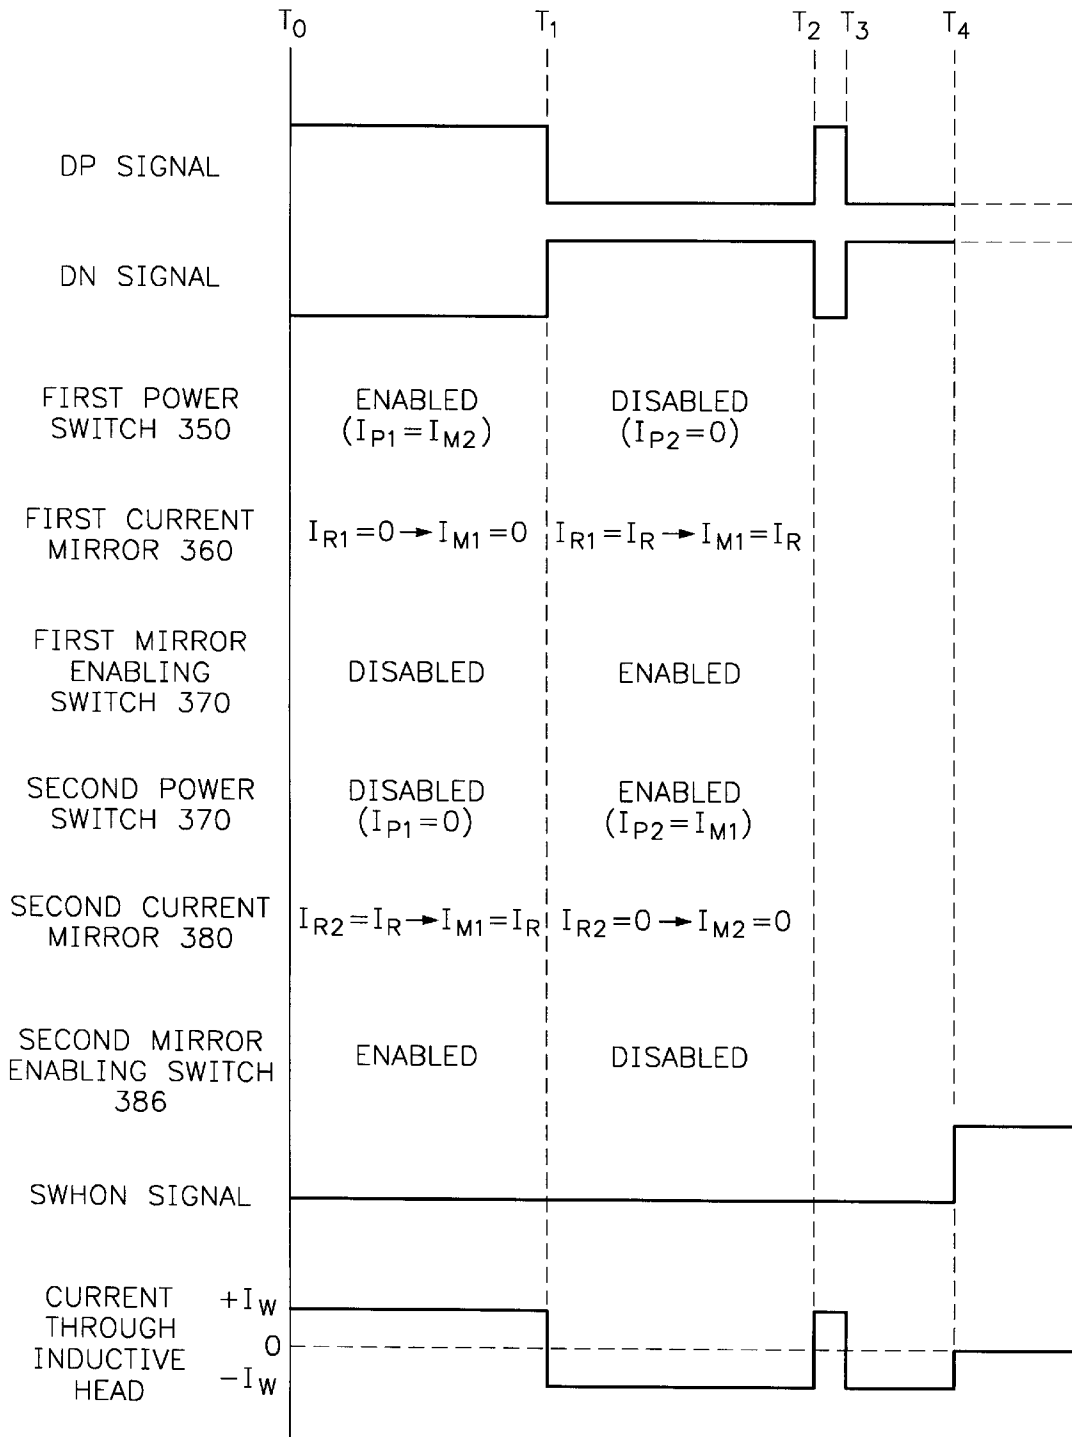 T0 T1 T2 T3 T4
DP SIGNAL
DN SIGNAL
FIRST POWER
SWITCH 350
ENABLED
(IP1=IM2)
DISABLED
(IP2=0)
FIRST CURRENT
MIRROR 360
IR1=0→IM1=0
IR1=IR→IM1=IR
FIRST MIRROR
ENABLING
SWITCH 370
DISABLED
ENABLED
SECOND POWER
SWITCH 370
DISABLED
(IP1=0)
ENABLED
(IP2=IM1)
SECOND CURRENT
MIRROR 380
IR2=IR→IM1=IR
IR2=0→IM2=0
SECOND MIRROR
ENABLING SWITCH
386
ENABLED
DISABLED
SWHON SIGNAL
CURRENT
THROUGH
INDUCTIVE
HEAD
+IW
0
−IW